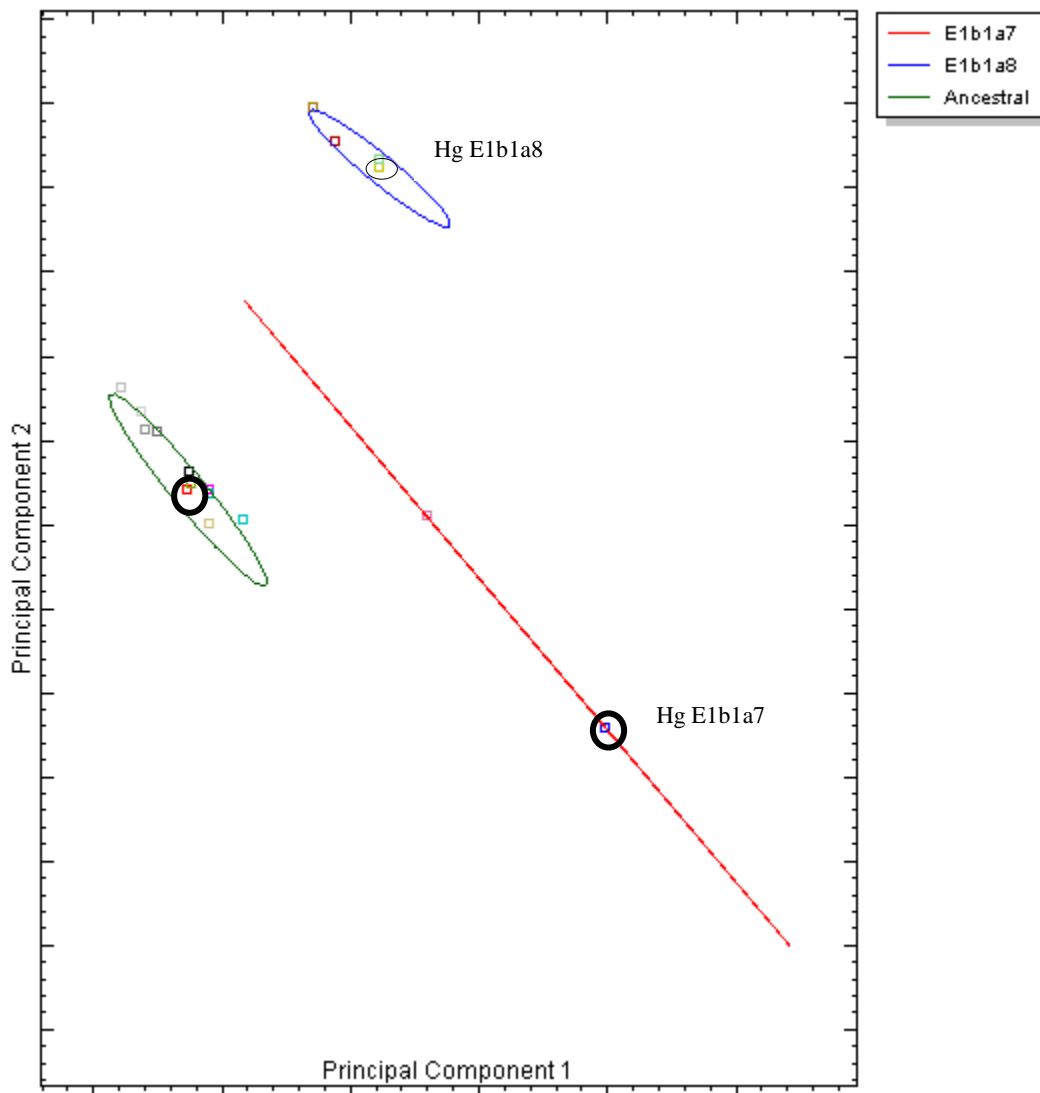 E1b1a7
E1b1a8
Ancestral
Hg E1b1a8
Hg E1b1a7
Principal Component 2
Principal Component 1